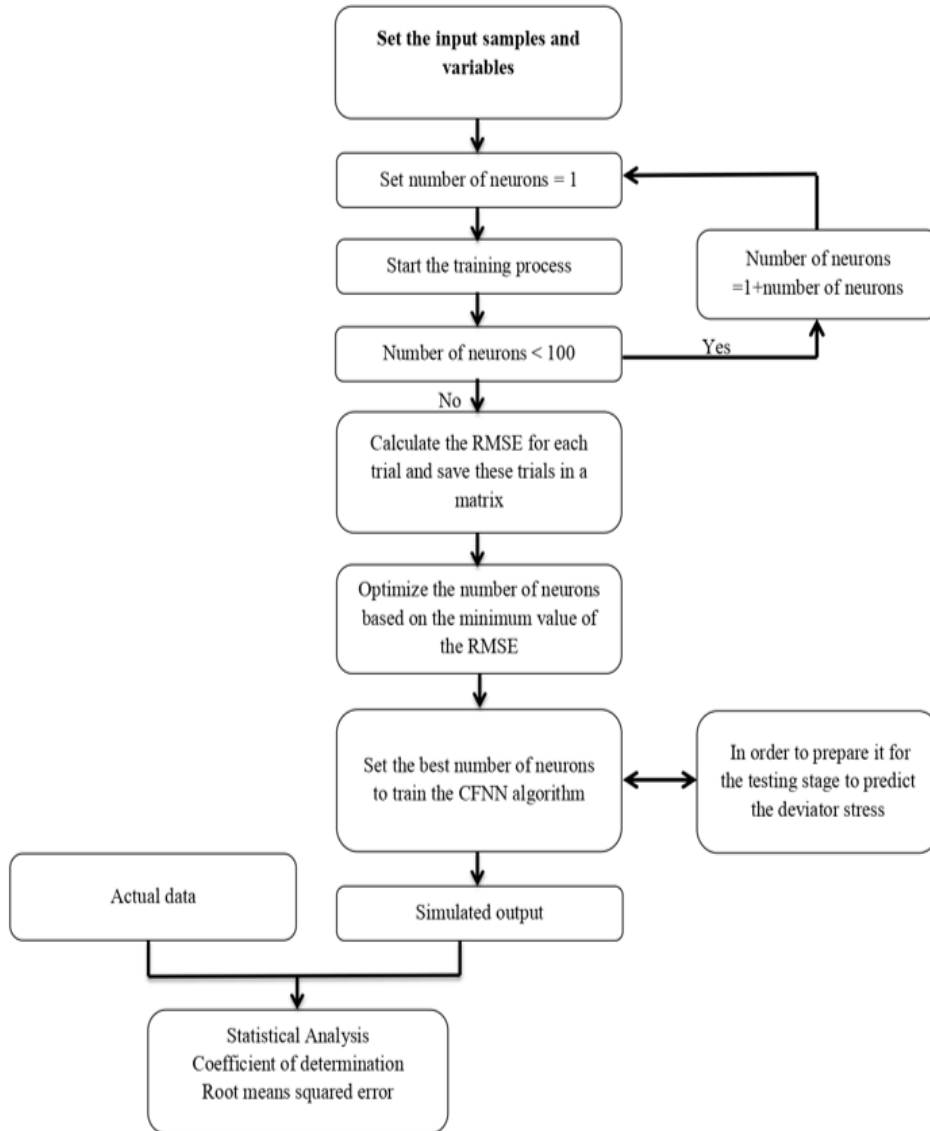 Set the input samples and
variables
Set number of neurons = 1
Start the training process
Number of neurons
=1+number of neurons
Number of neurons < 100
Yes
No
Calculate the RMSE for each
trial and save these trials in a
matrix
Optimize the number of neurons
based on the minimum value of
the RMSE
Set the best number of neurons
to train the CFNN algorithm
In order to prepare it for
the testing stage to predict
the deviator stress
Actual data
Simulated output
Statistical Analysis
Coefficient of determination
Root means squared error